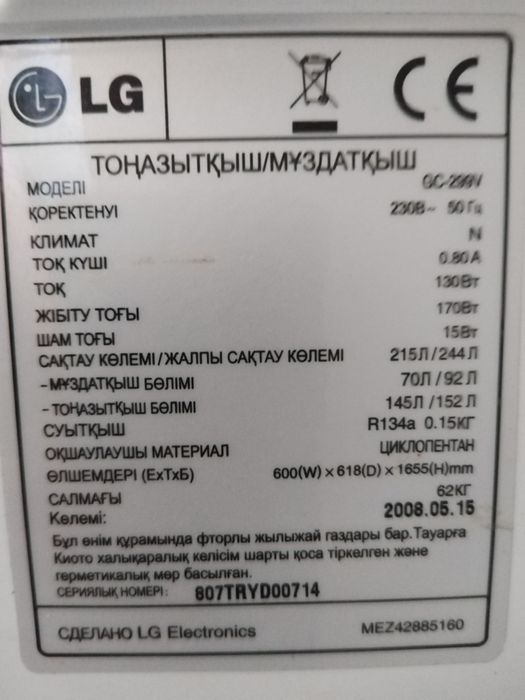 LG
CE
ТОҢАЗЫТҚЫШ/МҰЗДАТҚЫШ
МОДЕЛІ GC-299V
ҚОРЕКТЕНУІ 230В~ 50 Гц
КЛИМАТ N
ТОҚ КҮШІ 0.80А
ТОҚ 130Вт
ЖІБІТУ ТОҒЫ 170Вт
ШАМ ТОҒЫ 15Вт
САҚТАУ КӨЛЕМІ/ЖАЛПЫ САҚТАУ КӨЛЕМІ 215Л/244Л
-МҰЗДАТҚЫШ БӨЛІМІ 70Л/92Л
-ТОҢАЗЫТҚЫШ БӨЛІМІ 145Л/152Л
СУЫТҚЫШ R134a 0.15КГ
ОҚШАУЛАУШЫ МАТЕРИАЛ ЦИКЛОПЕНТАН
ӨЛШЕМДЕРІ (ЕхТхБ) 600(W)×618(D)×1655(H)mm
САЛМАҒЫ 62КГ
Көлемі: 2008.05.15
Бұл өнім құрамында фторлы жылыжай газдары бар.Тауарға
Киото халықаралық келісім шарты қоса тіркелген және
герметикалық мөр басылған.
СЕРИЯЛЫҚ НОМЕРІ: 807TRYD00714
СДЕЛАНО LG Electronics MEZ42885160